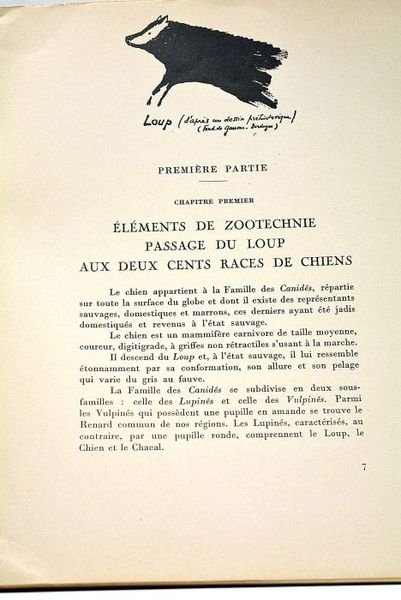 Loup (d'après un dessin préhistorique)
(Font de Gaume. Dordogne)
PREMIÈRE PARTIE
CHAPITRE PREMIER
ÉLÉMENTS DE ZOOTECHNIE
PASSAGE DU LOUP
AUX DEUX CENTS RACES DE CHIENS
Le chien appartient à la Famille des Canidés, répartie
sur toute la surface du globe et dont il existe des représentants
sauvages, domestiques et marrons, ces derniers ayant été jadis
domestiqués et revenus à l'état sauvage.
Le chien est un mammifère carnivore de taille moyenne,
coureur, digitigrade, à griffes non rétractiles s'usant à la marche.
Il descend du Loup et, à l'état sauvage, il lui ressemble
étonnamment par sa conformation, son allure et son pelage
qui varie du gris au fauve.
La Famille des Canidés se subdivise en deux sous-
familles : celle des Lupinés et celle des Vulpinés. Parmi
les Vulpinés qui possèdent une pupille en amande se trouve le
Renard commun de nos régions. Les Lupinés, caractérisés, au
contraire, par une pupille ronde, comprennent le Loup, le
Chien et le Chacal.
7